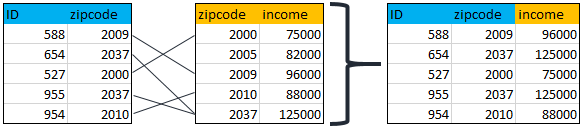 ID zipcode zipcode income ID zipcode income
588 2009 2000 75000 588 2009 96000
654 2037 2005 82000 654 2037 125000
527 2000 2009 96000 527 2000 75000
955 2037 2010 88000 955 2037 125000
954 2010 2037 125000 954 2010 88000